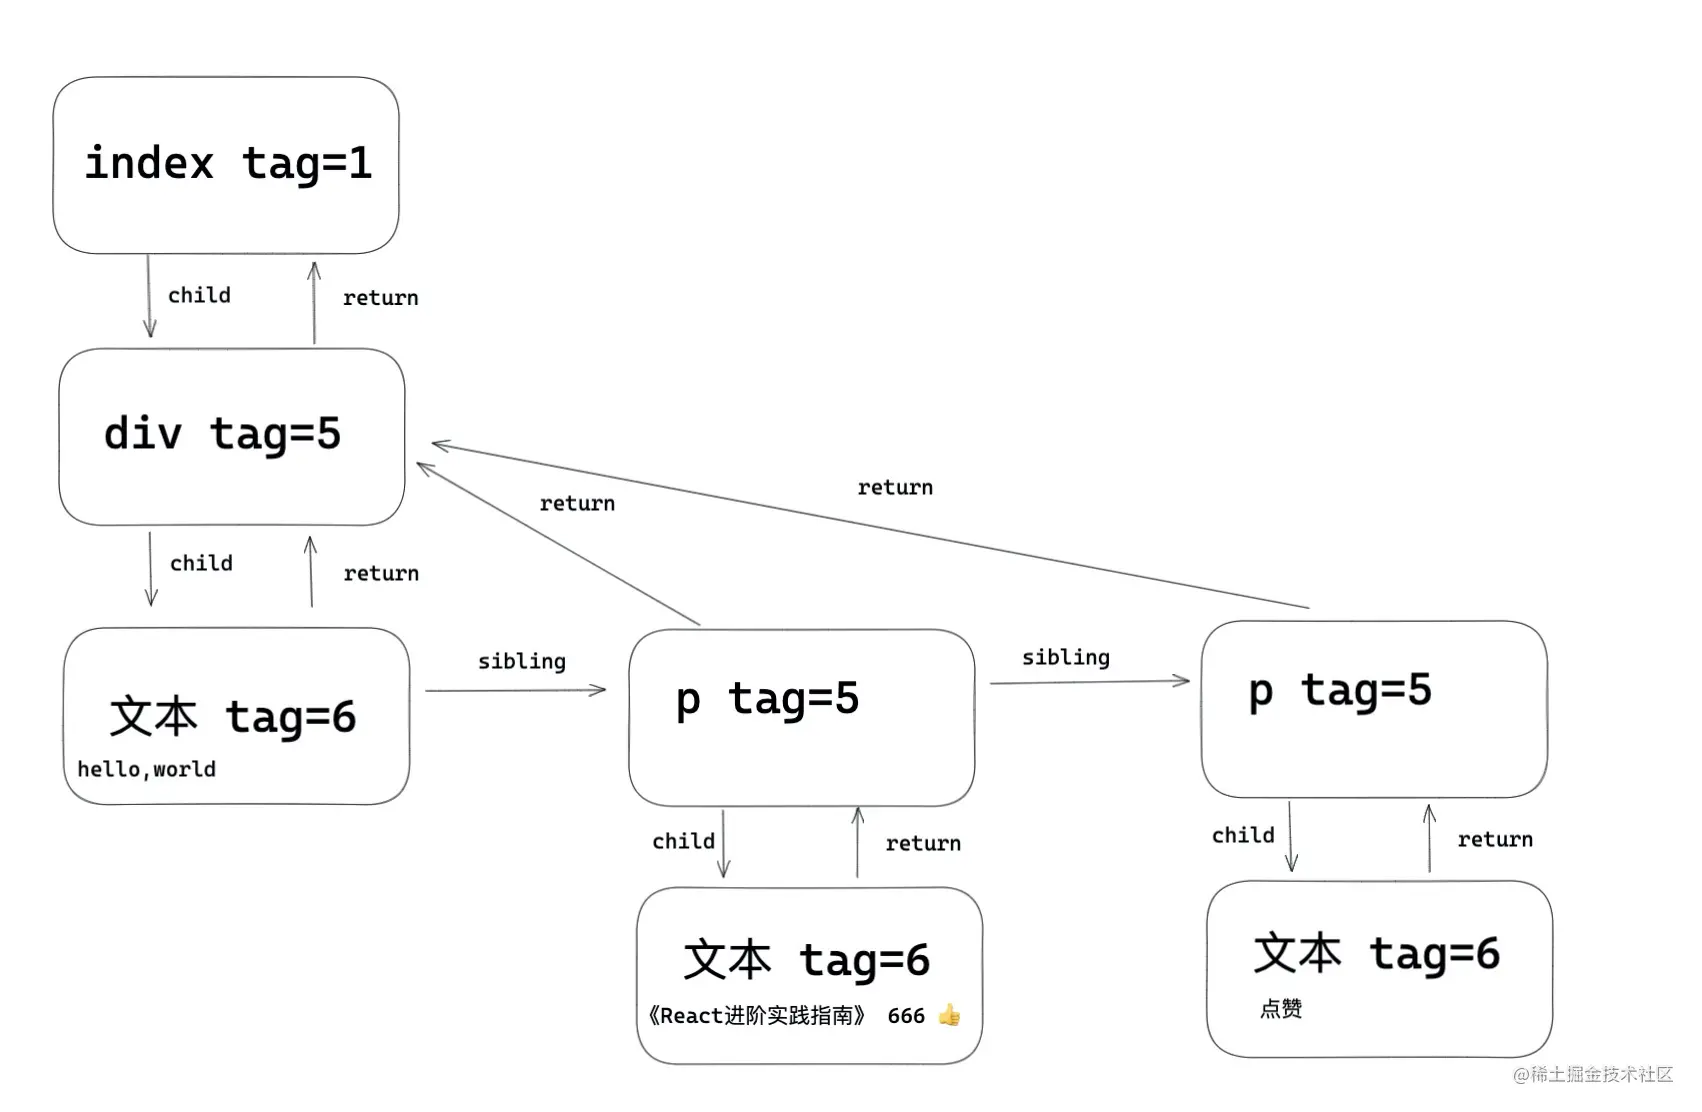 index tag=1
child
return
div tag=5
return
return
child
return
文本 tag=6
hello,world
sibling
p tag=5
sibling
p tag=5
child
return
child
return
文本 tag=6
《React进阶实践指南》 666 👍
文本 tag=6
点赞
@稀土掘金技术社区